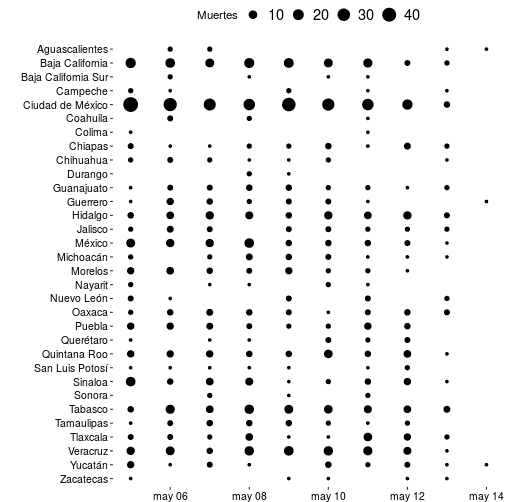 Muertes 10 20 30 40
Aguascalientes
Baja California
Baja California Sur
Campeche
Ciudad de México
Coahuila
Colima
Chiapas
Chihuahua
Durango
Guanajuato
Guerrero
Hidalgo
Jalisco
México
Michoacán
Morelos
Nayarit
Nuevo León
Oaxaca
Puebla
Querétaro
Quintana Roo
San Luis Potosí
Sinaloa
Sonora
Tabasco
Tamaulipas
Tlaxcala
Veracruz
Yucatán
Zacatecas
may 06 may 08 may 10 may 12 may 14